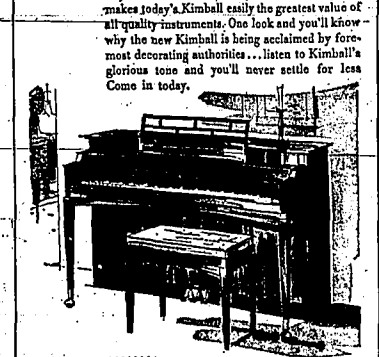 makes today's Kimball easily the greatest value of
all quality instruments. One look and you'll know
why the new Kimball is being acclaimed by fore-
most decorating authorities...listen to Kimball's
glorious tone and you'll never settle for less
Come in today.